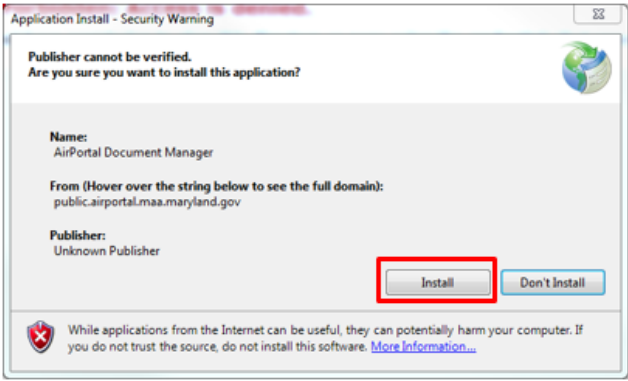 Access is denied.
Application Install - Security Warning
Publisher cannot be verified.
Are you sure you want to install this application?
Name:
AirPortal Document Manager
From (Hover over the string below to see the full domain):
public.airportal.maa.maryland.gov
Publisher:
Unknown Publisher
Install
Don't Install
While applications from the Internet can be useful, they can potentially harm your computer. If
you do not trust the source, do not install this software. More Information...